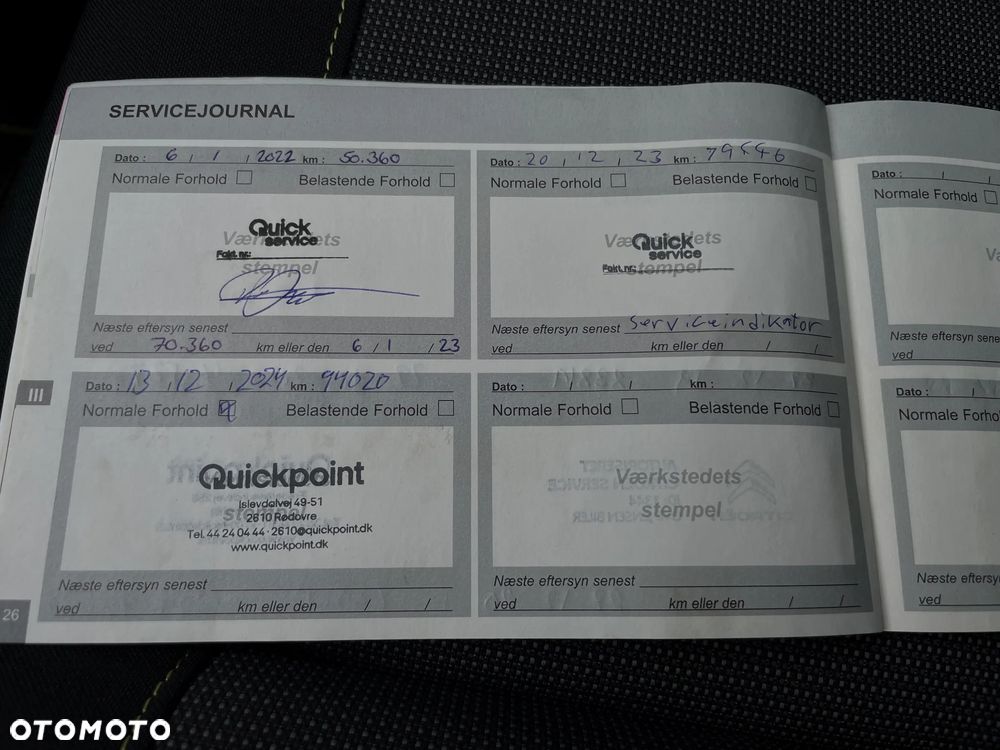 SERVICEJOURNAL
Dato : 6 / 1 / 2022 km : 50.360
Normale Forhold Belastende Forhold
Quick
service
Værkstedets
Fakt. nr.:
stempel
Næste eftersyn senest
ved 70.360 km eller den 6 / 1 / 23
Dato : 20 / 12 / 23 km :
Normale Forhold Belastende Forhold
Quick
service
Værkstedets
Fakt. nr.:
stempel
Næste eftersyn senest Serviceindikator
ved km eller den / /
Dato : 13 / 12 / 2024 km : 94020
Normale Forhold Belastende Forhold
Quickpoint
Islevdalvej 49-51
2610 Rødovre
stempel
Tel. 44 24 04 44 · 2610@quickpoint.dk
www.quickpoint.dk
Næste eftersyn senest
ved km eller den / /
Dato : / / km :
Normale Forhold Belastende Forhold
Værkstedets
stempel
Næste eftersyn senest
ved km eller den / /
Dato : / /
Normale Forhold
Næste
ved
Dato : / /
Næste
ved
III
26
OTOMOTO